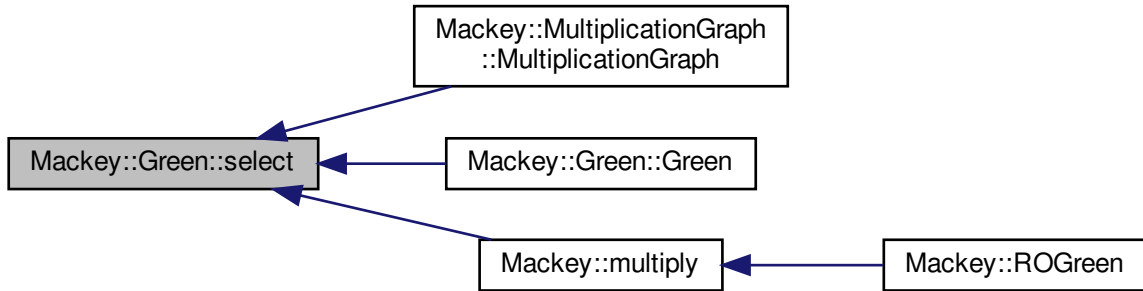 Mackey::MultiplicationGraph
::MultiplicationGraph
Mackey::Green::select
Mackey::Green::Green
Mackey::multiply
Mackey::ROGreen